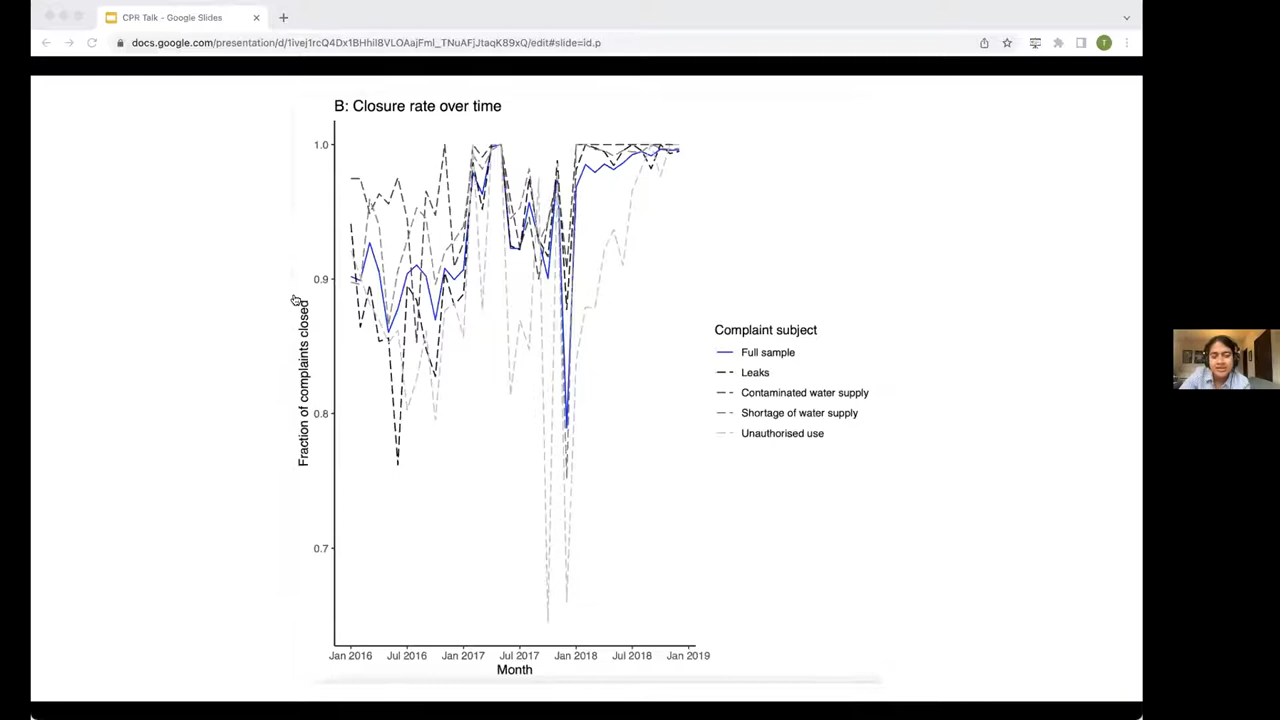 CPR Talk - Google Slides
docs.google.com/presentation/d/1ivej1rcQ4Dx1BHhil8VLOAajFml_TNuAFjJtaqK89xQ/edit#slide=id.p
T
B: Closure rate over time
1.0
0.9
0.8
0.7
Fraction of complaints closed
Jan 2016 Jul 2016 Jan 2017 Jul 2017 Jan 2018 Jul 2018 Jan 2019
Month
Complaint subject
Full sample
Leaks
Contaminated water supply
Shortage of water supply
Unauthorised use